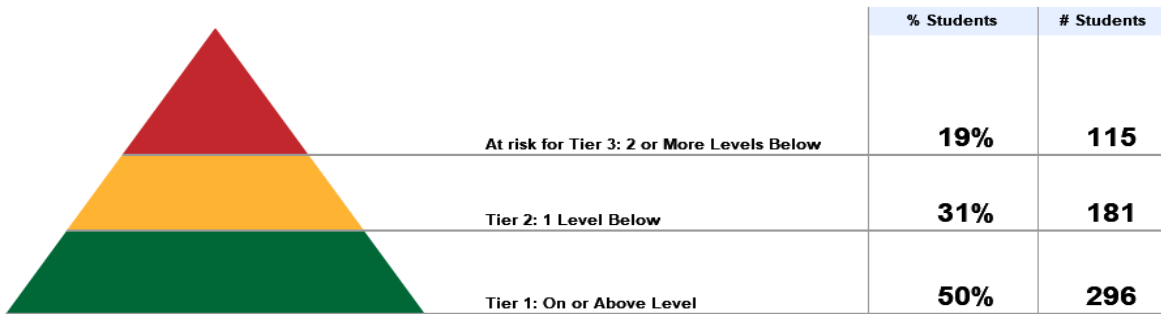 % Students # Students
At risk for Tier 3: 2 or More Levels Below 19% 115
Tier 2: 1 Level Below 31% 181
Tier 1: On or Above Level 50% 296